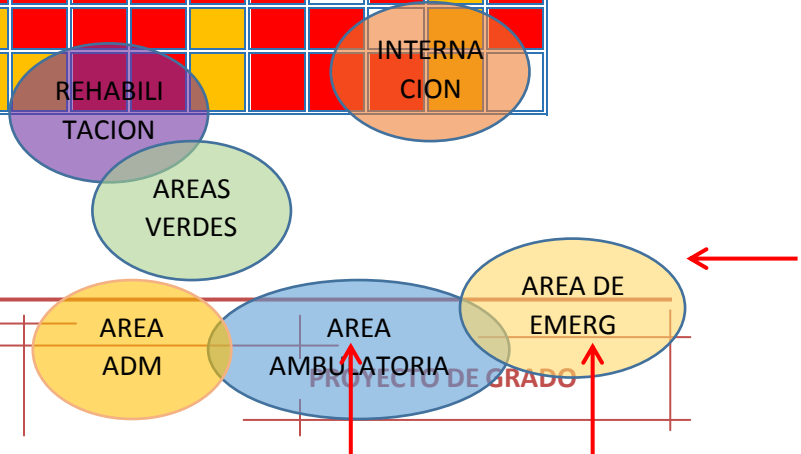 INTERNA
CION
REHABILI
TACION
AREAS
VERDES
AREA DE
EMERG
AREA
ADM
AREA
AMBULATORIA
PROYECTO DE GRADO